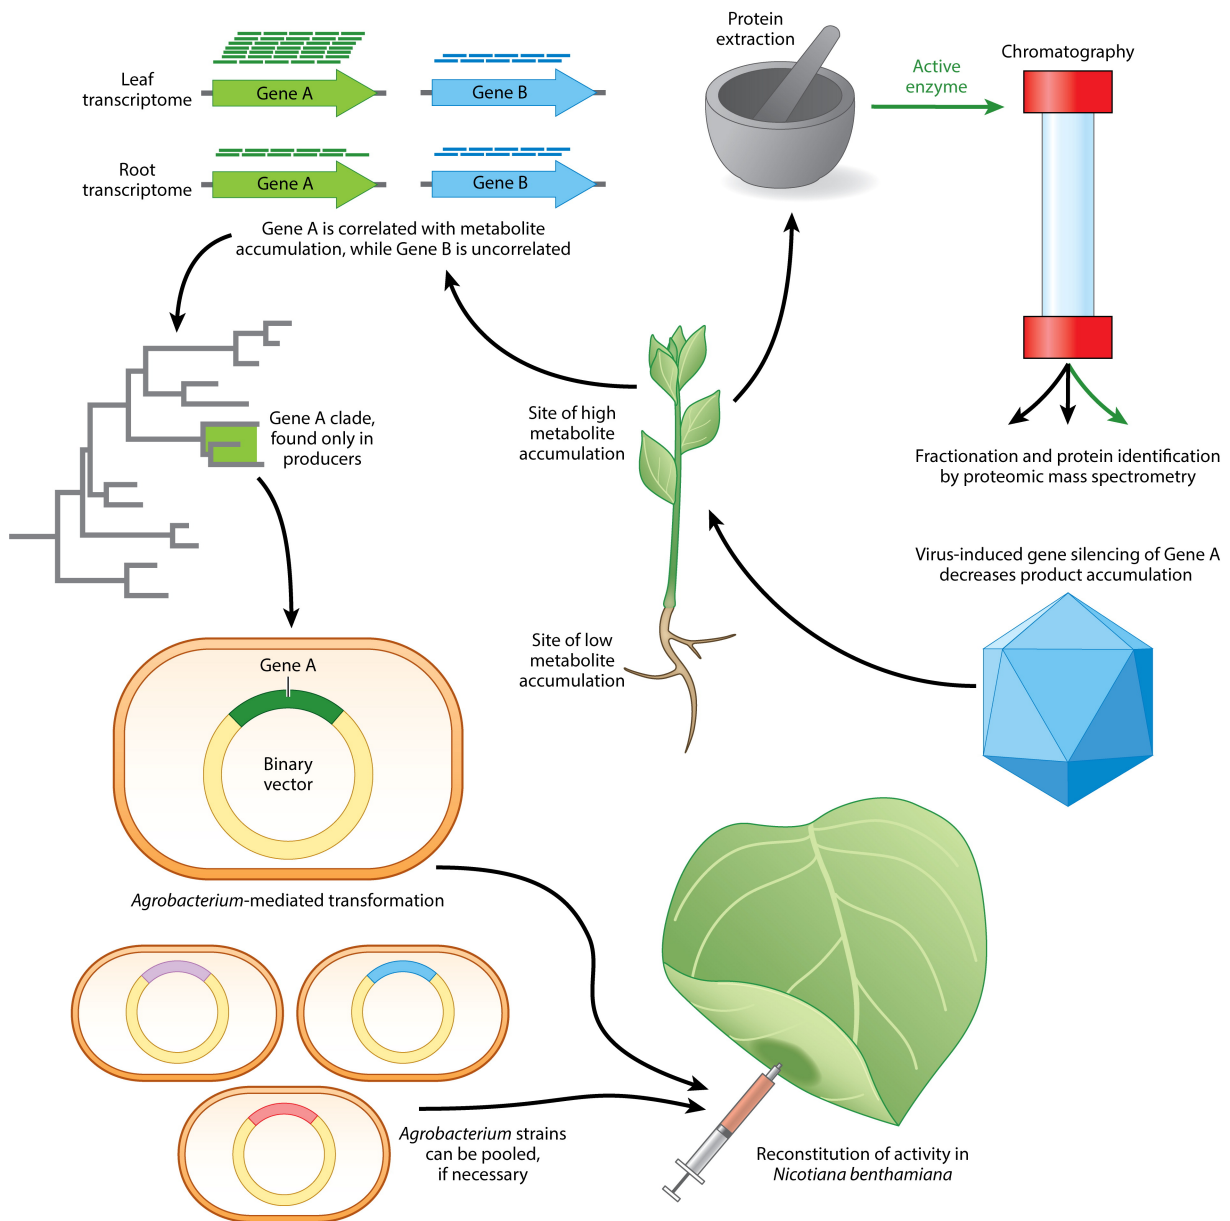 Leaf
transcriptome
Gene A
Gene B
Root
transcriptome
Gene A
Gene B
Gene A is correlated with metabolite
accumulation, while Gene B is uncorrelated
Protein
extraction
Active
enzyme
Chromatography
Fractionation and protein identification
by proteomic mass spectrometry
Gene A clade,
found only in
producers
Site of high
metabolite
accumulation
Site of low
metabolite
accumulation
Virus-induced gene silencing of Gene A
decreases product accumulation
Gene A
Binary
vector
Agrobacterium-mediated transformation
Agrobacterium strains
can be pooled,
if necessary
Reconstitution of activity in
Nicotiana benthamiana